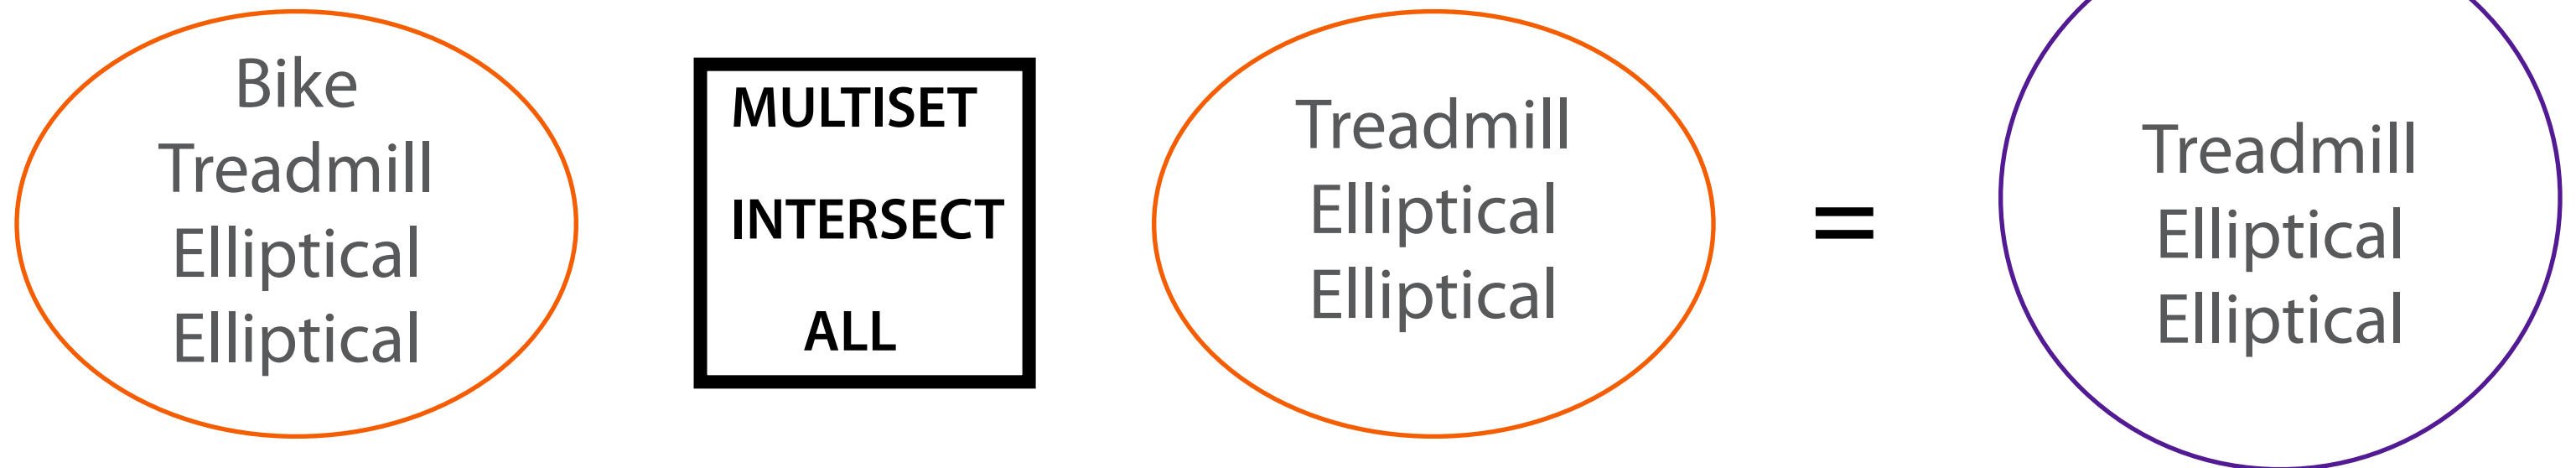 Bike
Treadmill
Elliptical
Elliptical
MULTISET
INTERSECT
ALL
Treadmill
Elliptical
Elliptical
=
Treadmill
Elliptical
Elliptical